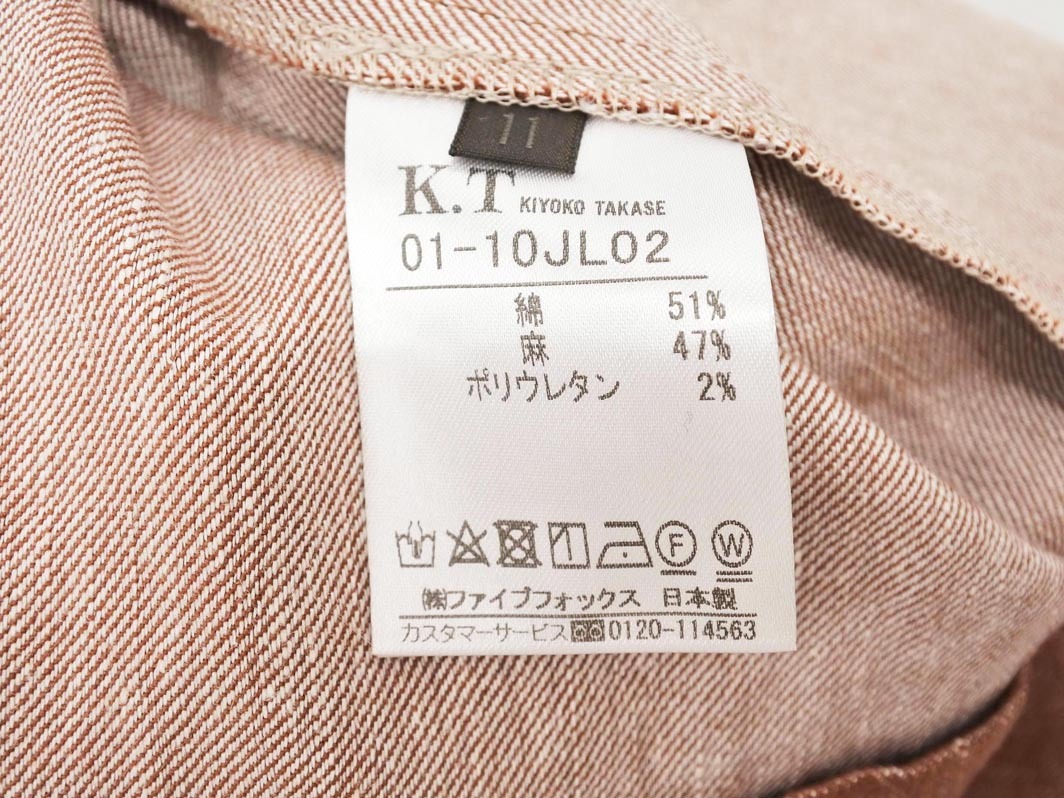 11
K.T KIYOKO TAKASE
01-10JL02
綿 51%
麻 47%
ポリウレタン 2%
F W
㈱ファイブフォックス 日本製
カスタマーサービス 0120-114563